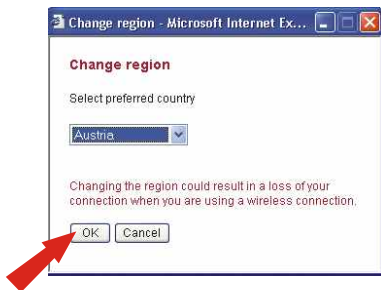 Change region - Microsoft Internet Ex...
Change region
Select preferred country
Austria
Changing the region could result in a loss of your
connection when you are using a wireless connection.
OK Cancel